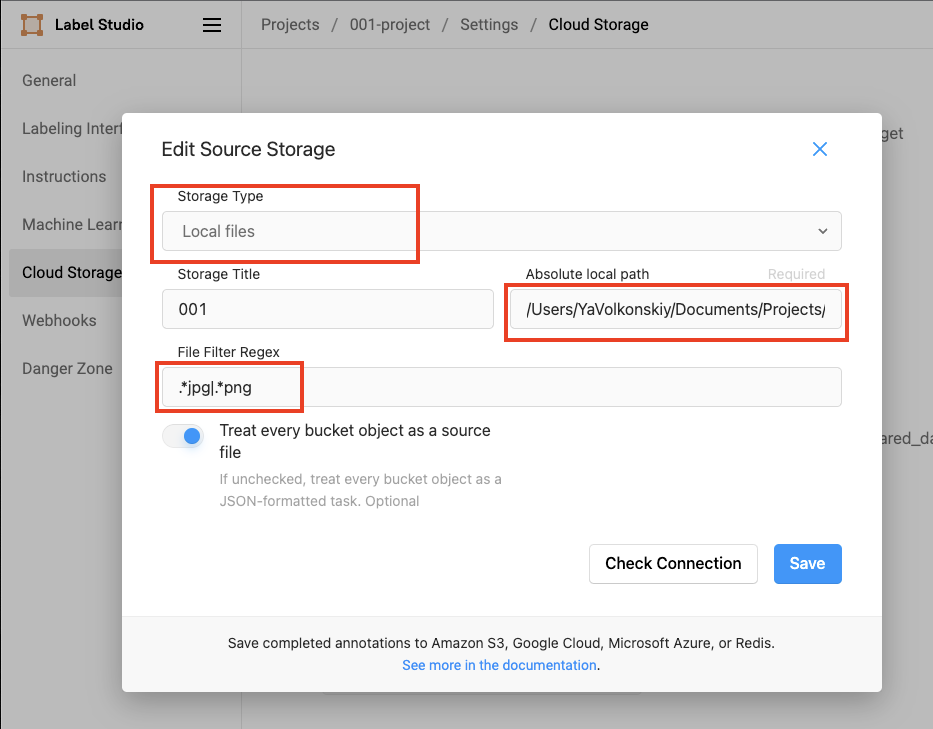 Label Studio
Projects / 001-project / Settings / Cloud Storage
General
Labeling Interf
Instructions
Machine Learn
Cloud Storage
Webhooks
Danger Zone
get
ared_da
Edit Source Storage
Storage Type
Local files
Storage Title
Absolute local path Required
001
/Users/YaVolkonskiy/Documents/Projects/
File Filter Regex
.*jpg|.*png
Treat every bucket object as a source
file
If unchecked, treat every bucket object as a
JSON-formatted task. Optional
Check Connection
Save
Save completed annotations to Amazon S3, Google Cloud, Microsoft Azure, or Redis.
See more in the documentation.